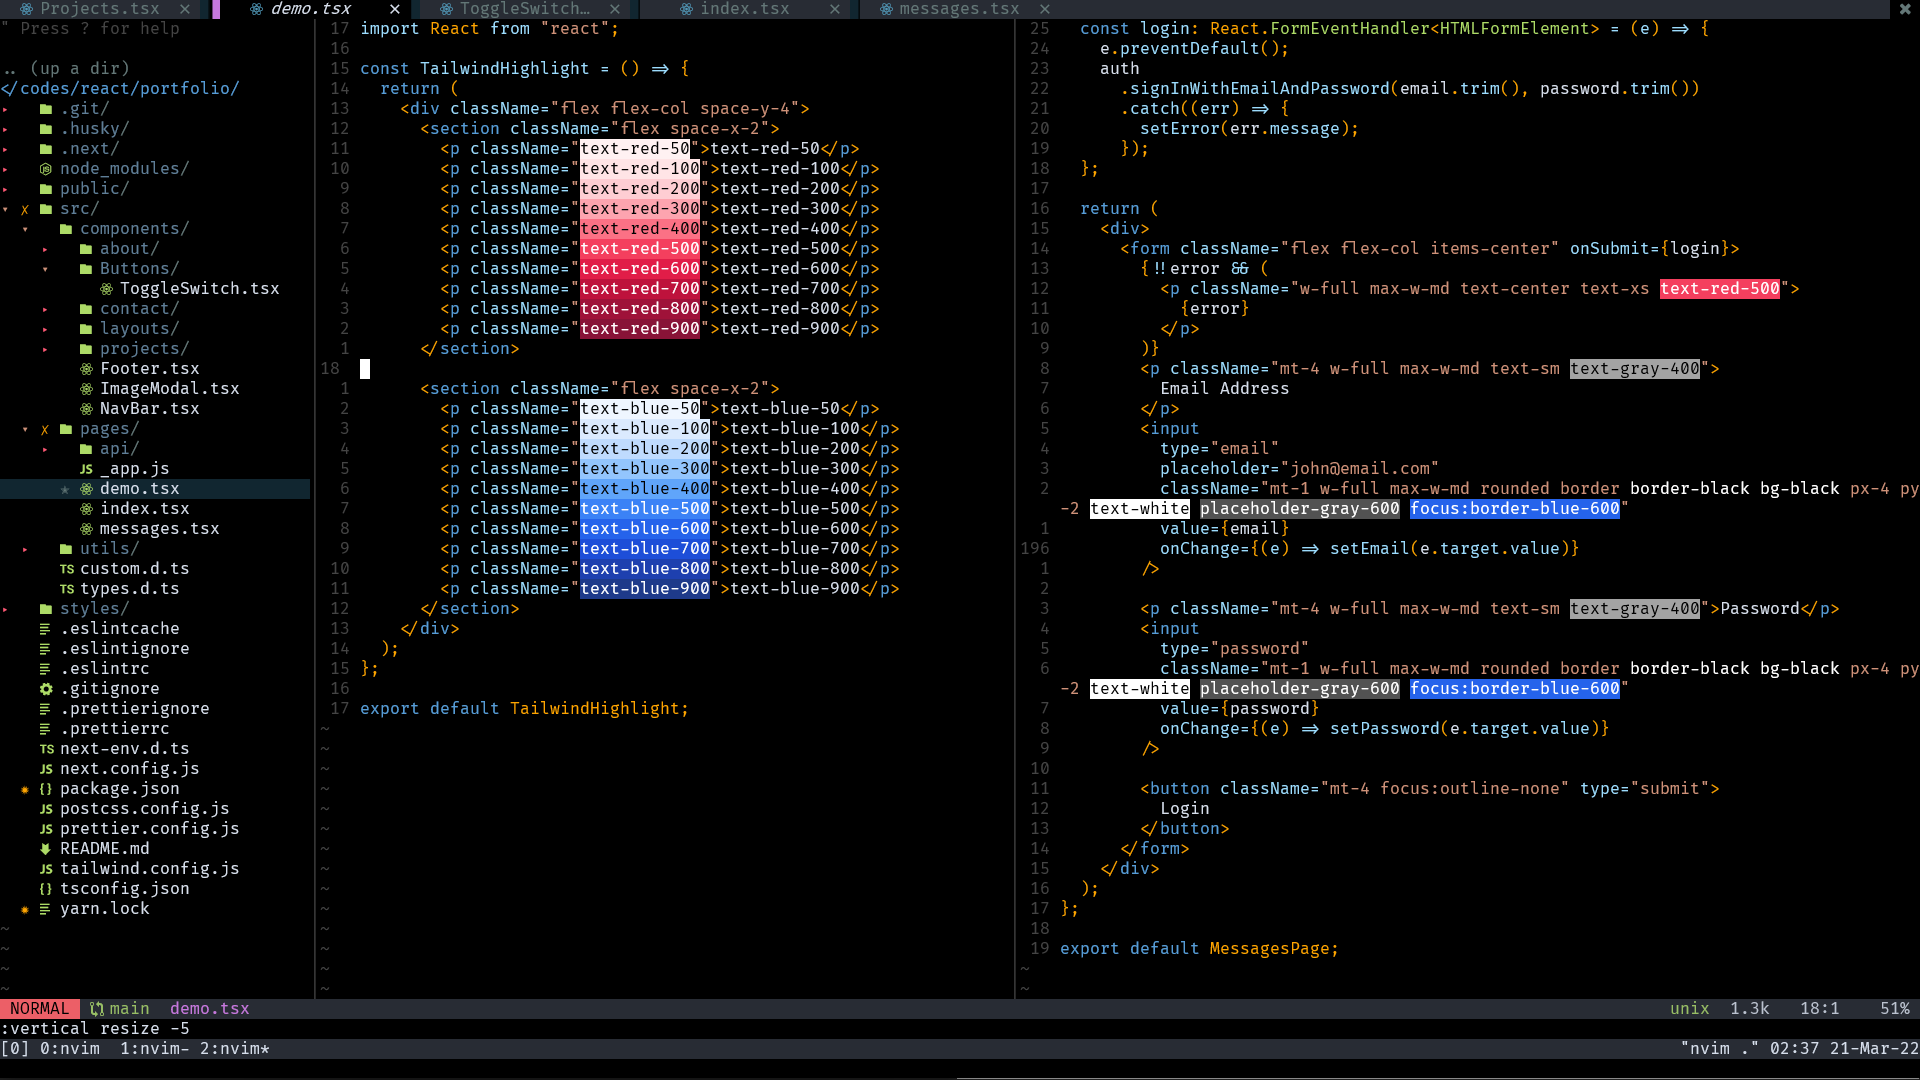 Projects.tsx × demo.tsx × ToggleSwitch… × index.tsx × messages.tsx ×
" Press ? for help
.. (up a dir)
</codes/react/portfolio/
▸ .git/
▸ .husky/
▸ .next/
▸ node_modules/
▸ public/
▾ ✗ src/
▾ components/
▸ about/
▾ Buttons/
ToggleSwitch.tsx
▸ contact/
▸ layouts/
▸ projects/
Footer.tsx
ImageModal.tsx
NavBar.tsx
▾ ✗ pages/
▸ api/
JS _app.js
★ demo.tsx
index.tsx
messages.tsx
▸ utils/
TS custom.d.ts
TS types.d.ts
▸ styles/
.eslintcache
.eslintignore
.eslintrc
.gitignore
.prettierignore
.prettierrc
TS next-env.d.ts
JS next.config.js
{} package.json
JS postcss.config.js
JS prettier.config.js
README.md
JS tailwind.config.js
{} tsconfig.json
yarn.lock
~
~
~
~
17 import React from "react";
16
15 const TailwindHighlight = () => {
14 return (
13 <div className="flex flex-col space-y-4">
12 <section className="flex space-x-2">
11 <p className="text-red-50">text-red-50</p>
10 <p className="text-red-100">text-red-100</p>
9 <p className="text-red-200">text-red-200</p>
8 <p className="text-red-300">text-red-300</p>
7 <p className="text-red-400">text-red-400</p>
6 <p className="text-red-500">text-red-500</p>
5 <p className="text-red-600">text-red-600</p>
4 <p className="text-red-700">text-red-700</p>
3 <p className="text-red-800">text-red-800</p>
2 <p className="text-red-900">text-red-900</p>
1 </section>
18
1 <section className="flex space-x-2">
2 <p className="text-blue-50">text-blue-50</p>
3 <p className="text-blue-100">text-blue-100</p>
4 <p className="text-blue-200">text-blue-200</p>
5 <p className="text-blue-300">text-blue-300</p>
6 <p className="text-blue-400">text-blue-400</p>
7 <p className="text-blue-500">text-blue-500</p>
8 <p className="text-blue-600">text-blue-600</p>
9 <p className="text-blue-700">text-blue-700</p>
10 <p className="text-blue-800">text-blue-800</p>
11 <p className="text-blue-900">text-blue-900</p>
12 </section>
13 </div>
14 );
15 };
16
17 export default TailwindHighlight;
~
~
~
~
~
~
~
~
~
~
~
~
~
~
25 const login: React.FormEventHandler<HTMLFormElement> = (e) => {
24 e.preventDefault();
23 auth
22 .signInWithEmailAndPassword(email.trim(), password.trim())
21 .catch((err) => {
20 setError(err.message);
19 });
18 };
17
16 return (
15 <div>
14 <form className="flex flex-col items-center" onSubmit={login}>
13 {!!error && (
12 <p className="w-full max-w-md text-center text-xs text-red-500">
11 {error}
10 </p>
9 )}
8 <p className="mt-4 w-full max-w-md text-sm text-gray-400">
7 Email Address
6 </p>
5 <input
4 type="email"
3 placeholder="john@email.com"
2 className="mt-1 w-full max-w-md rounded border border-black bg-black px-4 py
-2 text-white placeholder-gray-600 focus:border-blue-600"
1 value={email}
196 onChange={(e) => setEmail(e.target.value)}
1 />
2
3 <p className="mt-4 w-full max-w-md text-sm text-gray-400">Password</p>
4 <input
5 type="password"
6 className="mt-1 w-full max-w-md rounded border border-black bg-black px-4 py
-2 text-white placeholder-gray-600 focus:border-blue-600"
7 value={password}
8 onChange={(e) => setPassword(e.target.value)}
9 />
10
11 <button className="mt-4 focus:outline-none" type="submit">
12 Login
13 </button>
14 </form>
15 </div>
16 );
17 };
18
19 export default MessagesPage;
~
~
NORMAL main demo.tsx unix 1.3k 18:1 51%
:vertical resize -5
[0] 0:nvim 1:nvim- 2:nvim* "nvim ." 02:37 21-Mar-22